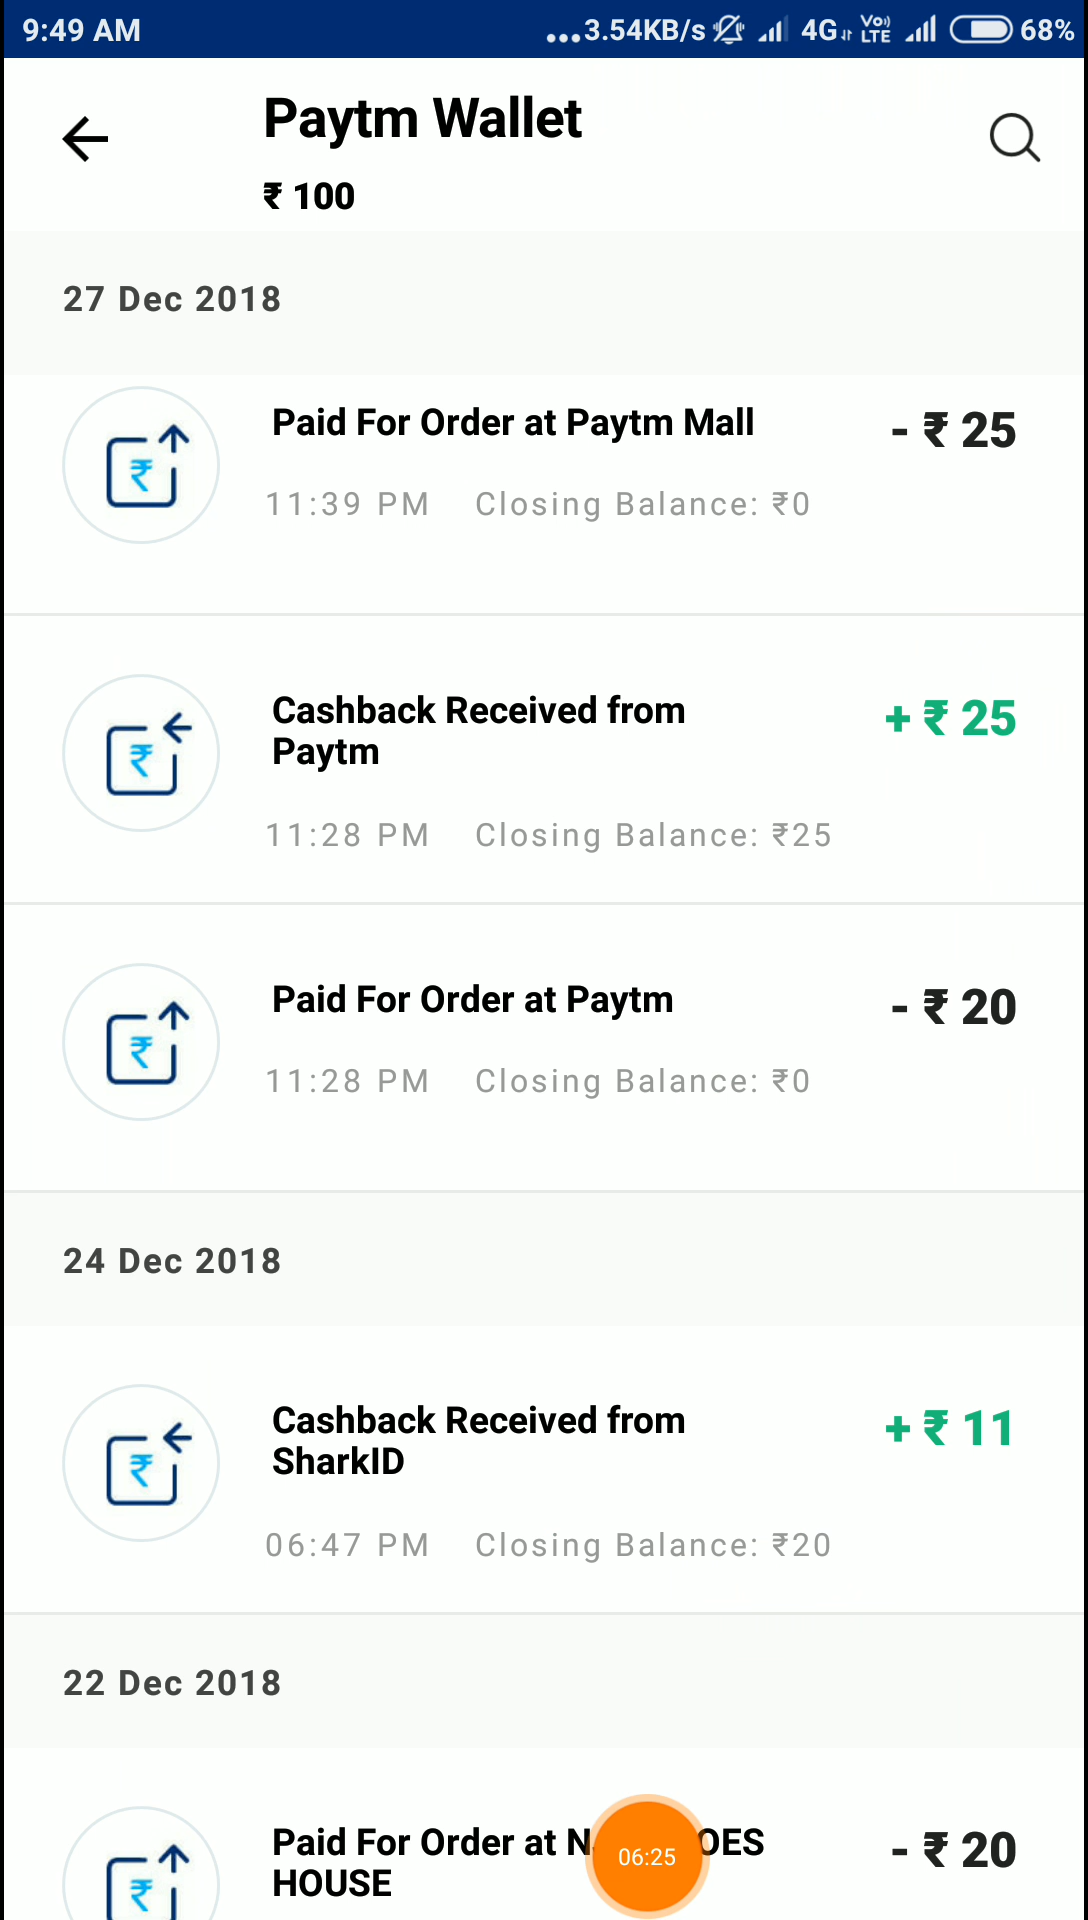 9:49 AM ...3.54KB/s 4G VoLTE 68%
Paytm Wallet
₹ 100
27 Dec 2018
Paid For Order at Paytm Mall - ₹ 25
11:39 PM Closing Balance: ₹0
Cashback Received from + ₹ 25
Paytm
11:28 PM Closing Balance: ₹25
Paid For Order at Paytm - ₹ 20
11:28 PM Closing Balance: ₹0
24 Dec 2018
Cashback Received from + ₹ 11
SharkID
06:47 PM Closing Balance: ₹20
22 Dec 2018
Paid For Order at - ₹ 20
HOUSE
06:25